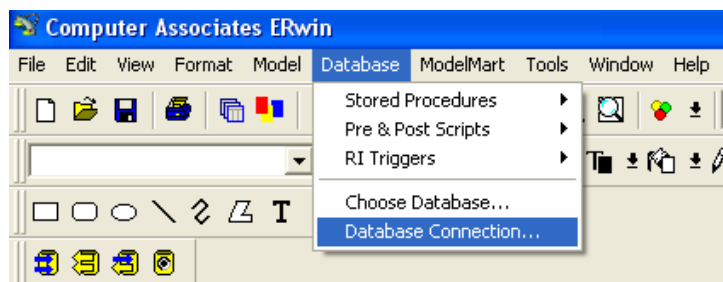 Computer Associates ERwin
File Edit View Format Model Database ModelMart Tools Window Help
Stored Procedures
Pre & Post Scripts
RI Triggers
Choose Database...
Database Connection...
T
T